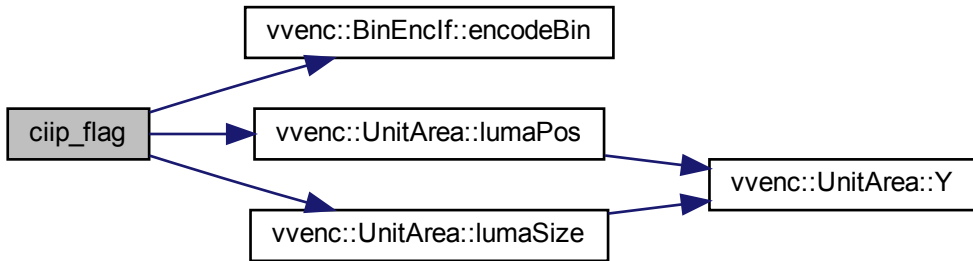 vvenc::BinEncIf::encodeBin
ciip_flag
vvenc::UnitArea::lumaPos
vvenc::UnitArea::Y
vvenc::UnitArea::lumaSize